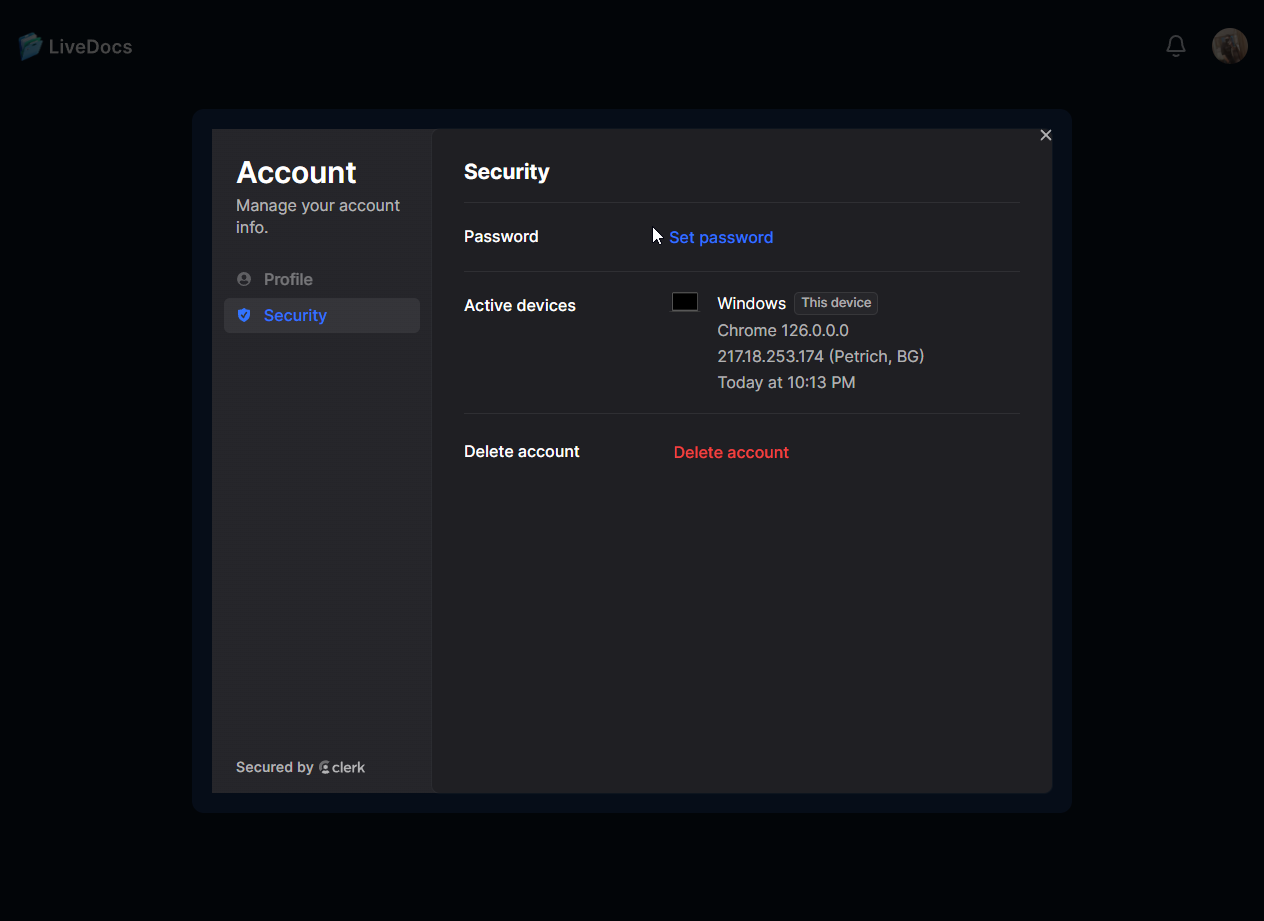 LiveDocs
Account
Manage your account
info.
Profile
Security
Secured by clerk
Security
Password
Set password
Active devices
Windows This device
Chrome 126.0.0.0
217.18.253.174 (Petrich, BG)
Today at 10:13 PM
Delete account
Delete account